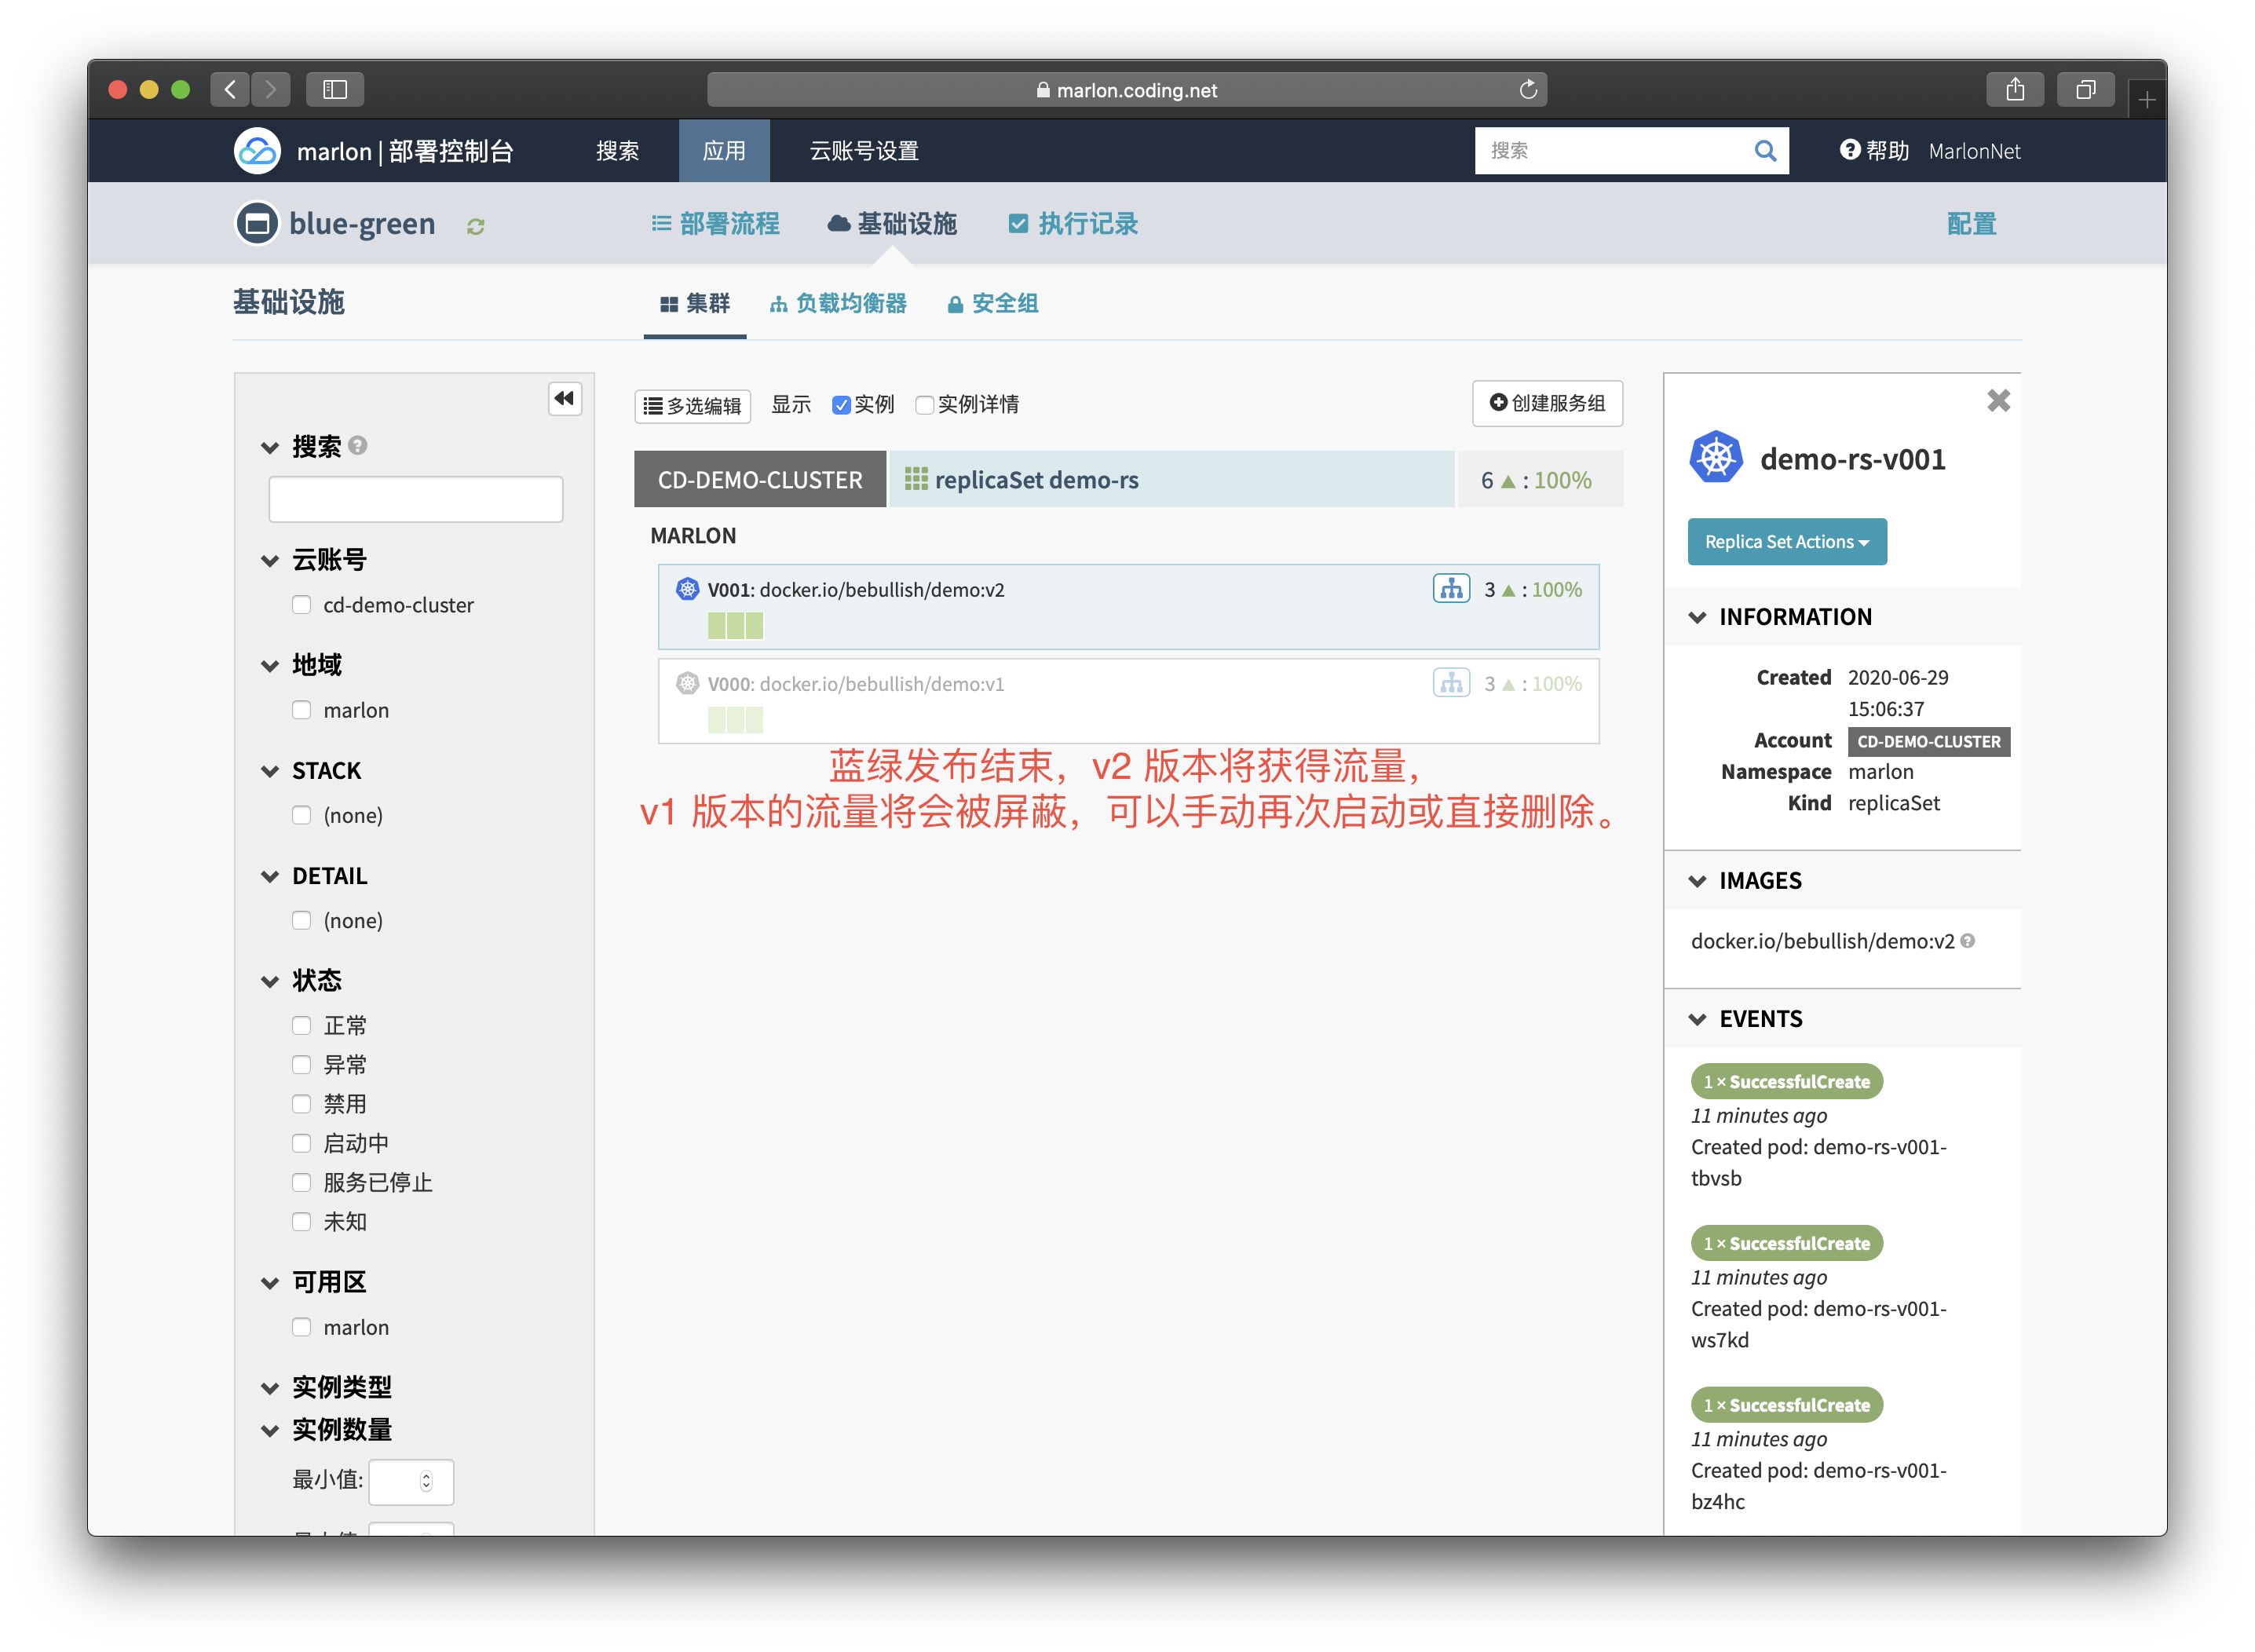 marlon.coding.net
marlon | 部署控制台
搜索
应用
云账号设置
搜索
帮助
MarlonNet
blue-green
部署流程
基础设施
执行记录
配置
基础设施
集群
负载均衡器
安全组
搜索
云账号
cd-demo-cluster
地域
marlon
STACK
(none)
DETAIL
(none)
状态
正常
异常
禁用
启动中
服务已停止
未知
可用区
marlon
实例类型
实例数量
最小值:
多选编辑
显示
实例
实例详情
创建服务组
CD-DEMO-CLUSTER
replicaSet demo-rs
6 ▲ : 100%
MARLON
V001: docker.io/bebullish/demo:v2
3 ▲ : 100%
V000: docker.io/bebullish/demo:v1
3 ▲ : 100%
蓝绿发布结束，v2 版本将获得流量，
v1 版本的流量将会被屏蔽，可以手动再次启动或直接删除。
demo-rs-v001
Replica Set Actions
INFORMATION
Created 2020-06-29
15:06:37
Account CD-DEMO-CLUSTER
Namespace marlon
Kind replicaSet
IMAGES
docker.io/bebullish/demo:v2
EVENTS
1 × SuccessfulCreate
11 minutes ago
Created pod: demo-rs-v001-
tbvsb
1 × SuccessfulCreate
11 minutes ago
Created pod: demo-rs-v001-
ws7kd
1 × SuccessfulCreate
11 minutes ago
Created pod: demo-rs-v001-
bz4hc